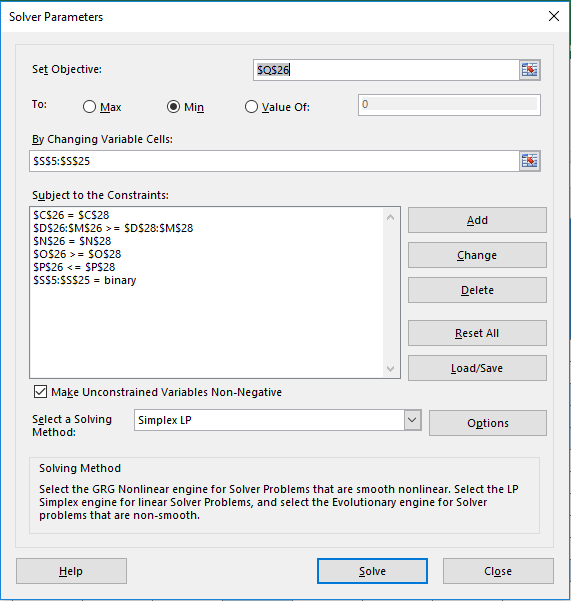 Solver Parameters
Set Objective:
$Q$26
To:
Max
Min
Value Of:
0
By Changing Variable Cells:
$S$5:$S$25
Subject to the Constraints:
$C$26 = $C$28
$D$26:$M$26 >= $D$28:$M$28
$N$26 = $N$28
$O$26 >= $O$28
$P$26 <= $P$28
$S$5:$S$25 = binary
Add
Change
Delete
Reset All
Load/Save
Make Unconstrained Variables Non-Negative
Select a Solving
Method:
Simplex LP
Options
Solving Method
Select the GRG Nonlinear engine for Solver Problems that are smooth nonlinear. Select the LP
Simplex engine for linear Solver Problems, and select the Evolutionary engine for Solver
problems that are non-smooth.
Help
Solve
Close